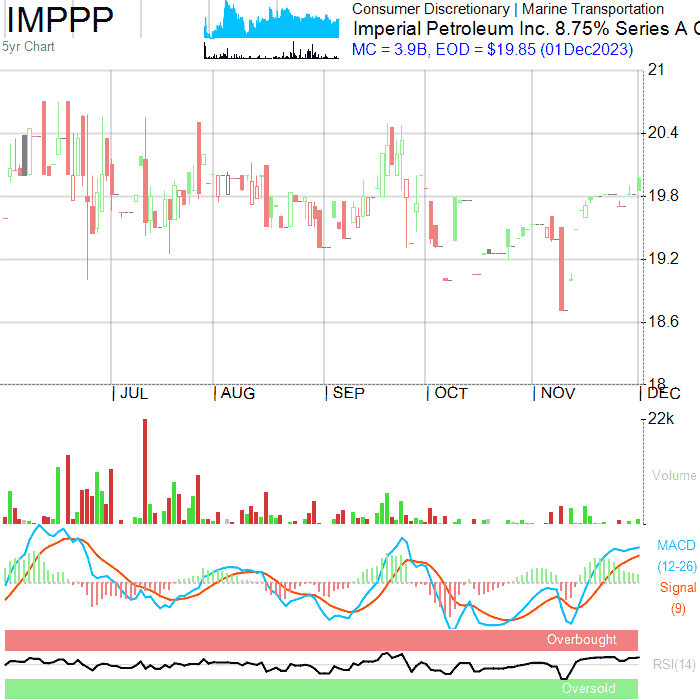 IMPPP
5yr Chart
Consumer Discretionary | Marine Transportation
Imperial Petroleum Inc. 8.75% Series A C
MC = 3.9B, EOD = $19.85 (01Dec2023)
21
20.4
19.8
19.2
18.6
18
JUL AUG SEP OCT NOV DEC
22k
Volume
MACD
(12-26)
Signal
(9)
Overbought
RSI(14)
Oversold